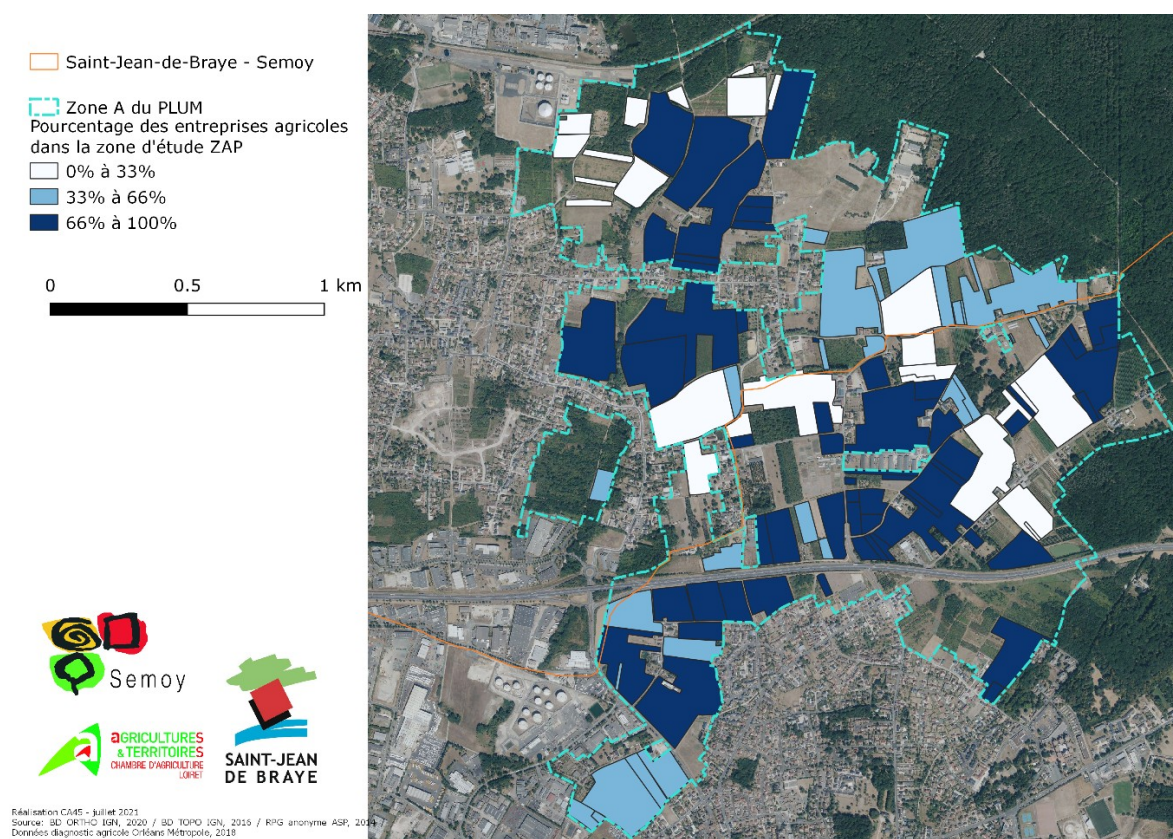 Saint-Jean-de-Braye - Semoy
Zone A du PLUM
Pourcentage des entreprises agricoles
dans la zone d'étude ZAP
0% à 33%
33% à 66%
66% à 100%
0 0.5 1 km
Semoy
aGRICULTURES
& TERRITOIRES
CHAMBRE D'AGRICULTURE
LOIRET
SAINT-JEAN
DE BRAYE
Réalisation CA45 - juillet 2021
Source: BD ORTHO IGN, 2020 / BD TOPO IGN, 2016 / RPG anonyme ASP, 201
Données diagnostic agricole Orléans Métropole, 2018